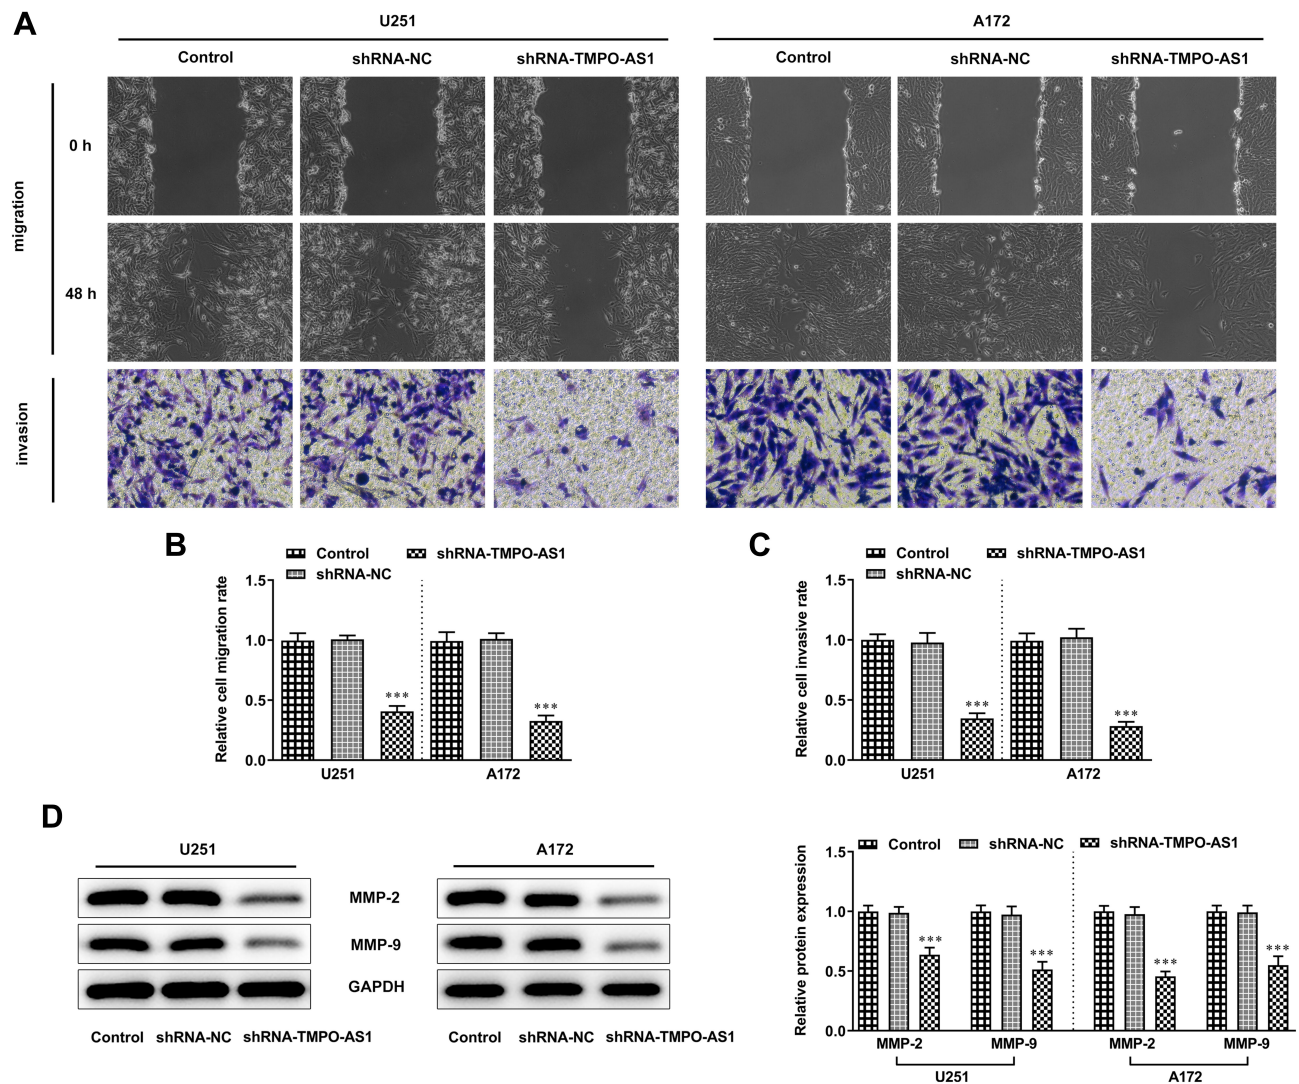 A
U251
A172
Control
shRNA-NC
shRNA-TMPO-AS1
Control
shRNA-NC
shRNA-TMPO-AS1
migration
0 h
48 h
invasion
B
Control
shRNA-TMPO-AS1
shRNA-NC
Relative cell migration rate
1.5
1.0
0.5
0.0
***
***
U251
A172
C
Control
shRNA-TMPO-AS1
shRNA-NC
Relative cell invasive rate
1.5
1.0
0.5
0.0
***
***
U251
A172
D
U251
A172
MMP-2
MMP-9
GAPDH
Control
shRNA-NC
shRNA-TMPO-AS1
Control
shRNA-NC
shRNA-TMPO-AS1
Control
shRNA-NC
shRNA-TMPO-AS1
Relative protein expression
1.5
1.0
0.5
0.0
***
***
***
***
MMP-2
MMP-9
MMP-2
MMP-9
U251
A172